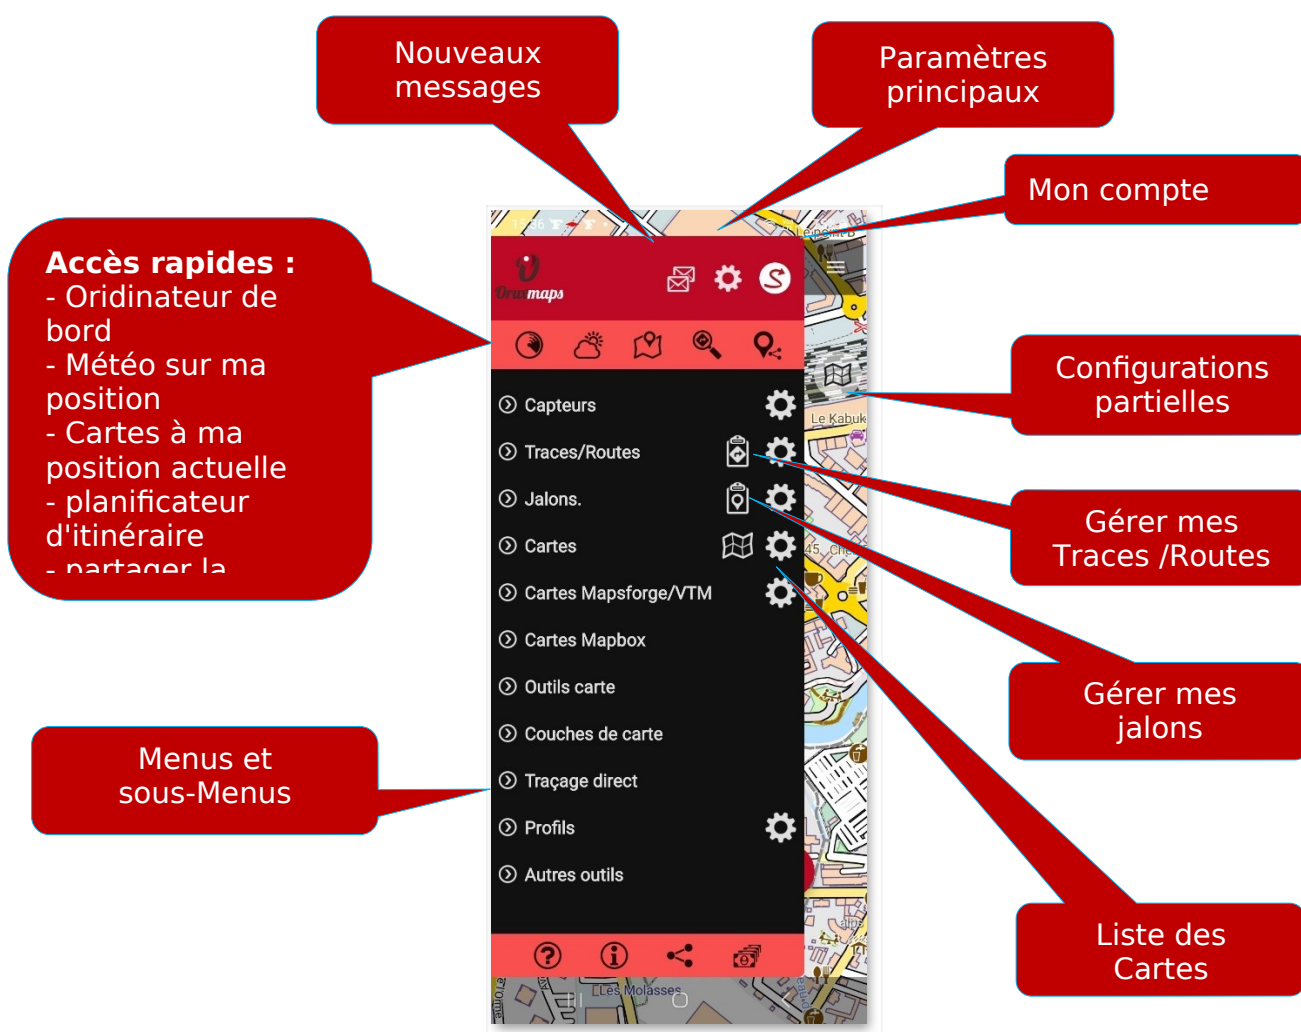 Nouveaux
messages
Paramètres
principaux
Mon compte
Accès rapides :
- Oridinateur de
bord
- Météo sur ma
position
- Cartes à ma
position actuelle
- planificateur
d'itinéraire
- partager la
Configurations
partielles
Gérer mes
Traces /Routes
Gérer mes
jalons
Menus et
sous-Menus
Liste des
Cartes
Oruxmaps
Capteurs
Traces/Routes
Jalons.
Cartes
Cartes Mapsforge/VTM
Cartes Mapbox
Outils carte
Couches de carte
Traçage direct
Profils
Autres outils
Le Kabuk
Les Molasses